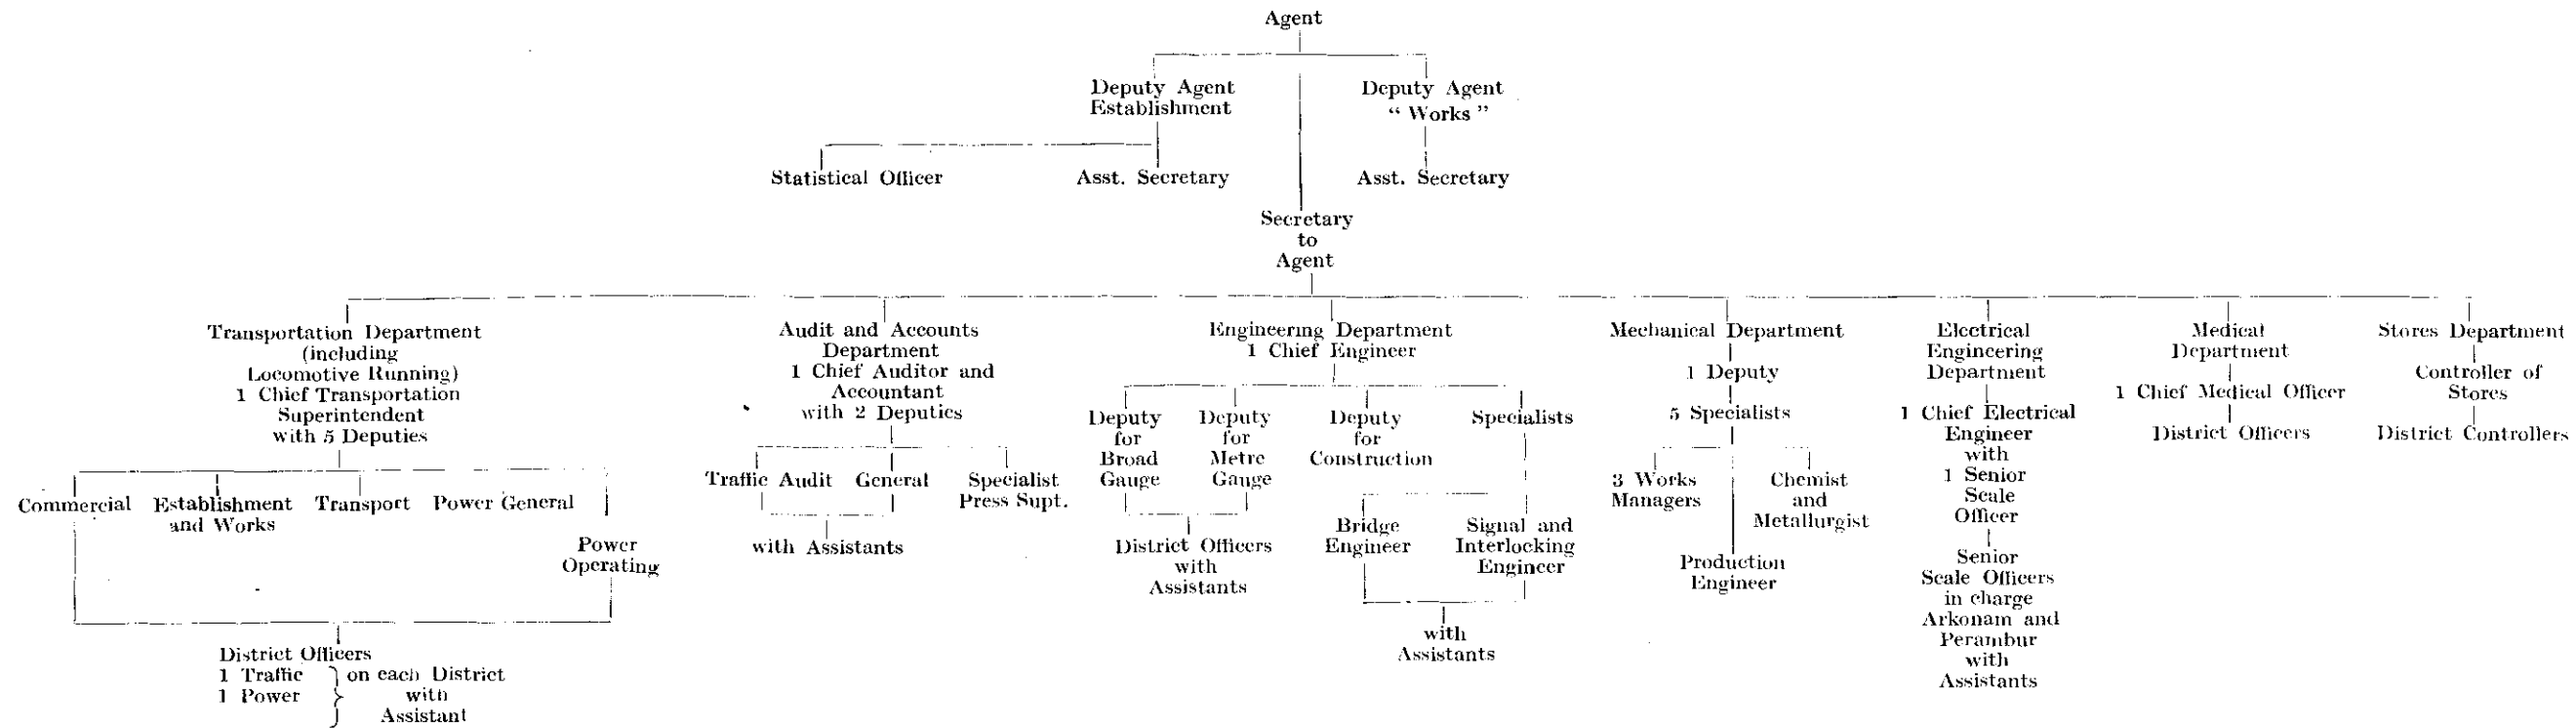 Agent
Deputy Agent
Establishment
Deputy Agent
“ Works ”
Statistical Officer
Asst. Secretary
Asst. Secretary
Secretary
to
Agent
Transportation Department
(including
Locomotive Running)
1 Chief Transportation
Superintendent
with 5 Deputies
Commercial
Establishment
and Works
Transport
Power General
Power
Operating
District Officers
1 Traffic
1 Power
on each District
with
Assistant
Audit and Accounts
Department
1 Chief Auditor and
Accountant
with 2 Deputies
Traffic Audit
General
Specialist
Press Supt.
with Assistants
Engineering Department
1 Chief Engineer
Deputy
for
Broad
Gauge
Deputy
for
Metre
Gauge
Deputy
for
Construction
Specialists
District Officers
with
Assistants
Bridge
Engineer
Signal and
Interlocking
Engineer
with
Assistants
Mechanical Department
1 Deputy
5 Specialists
3 Works
Managers
Chemist
and
Metallurgist
Production
Engineer
Electrical
Engineering
Department
1 Chief Electrical
Engineer
with
1 Senior
Scale
Officer
Senior
Scale Officers
in charge
Arkonam and
Perambur
with
Assistants
Medical
Department
1 Chief Medical Officer
District Officers
Stores Department
Controller of
Stores
District Controllers